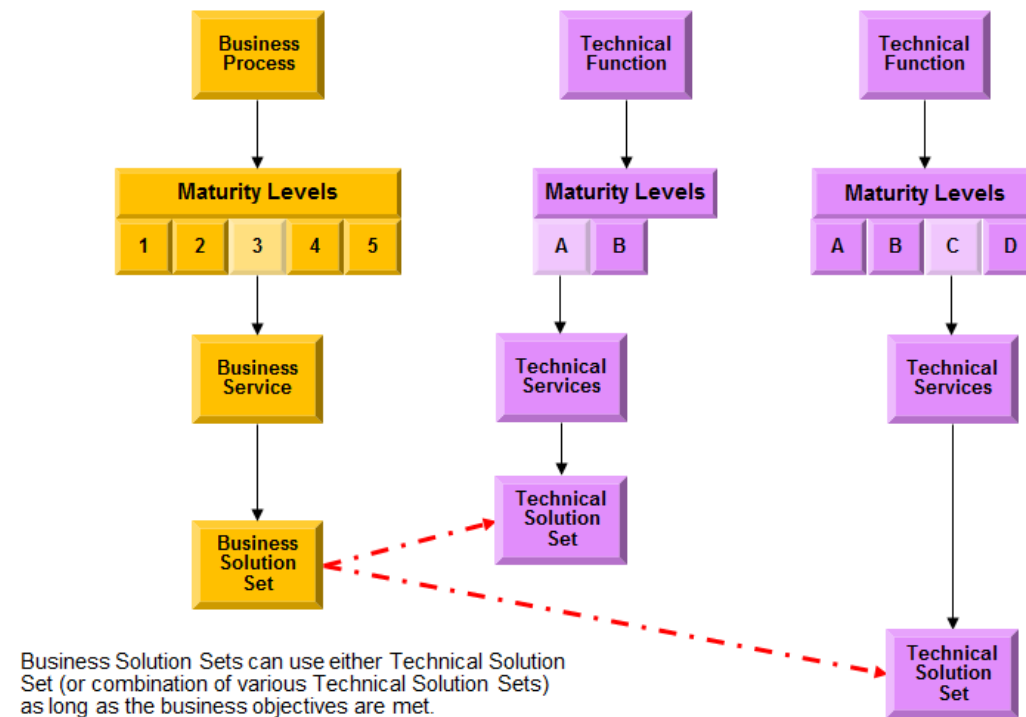 Business
Process
Technical
Function
Technical
Function
Maturity Levels
Maturity Levels
Maturity Levels
1 2 3 4 5
A B
A B C D
Business
Service
Technical
Services
Technical
Services
Technical
Solution
Set
Business
Solution
Set
Technical
Solution
Set
Business Solution Sets can use either Technical Solution
Set (or combination of various Technical Solution Sets)
as long as the business objectives are met.